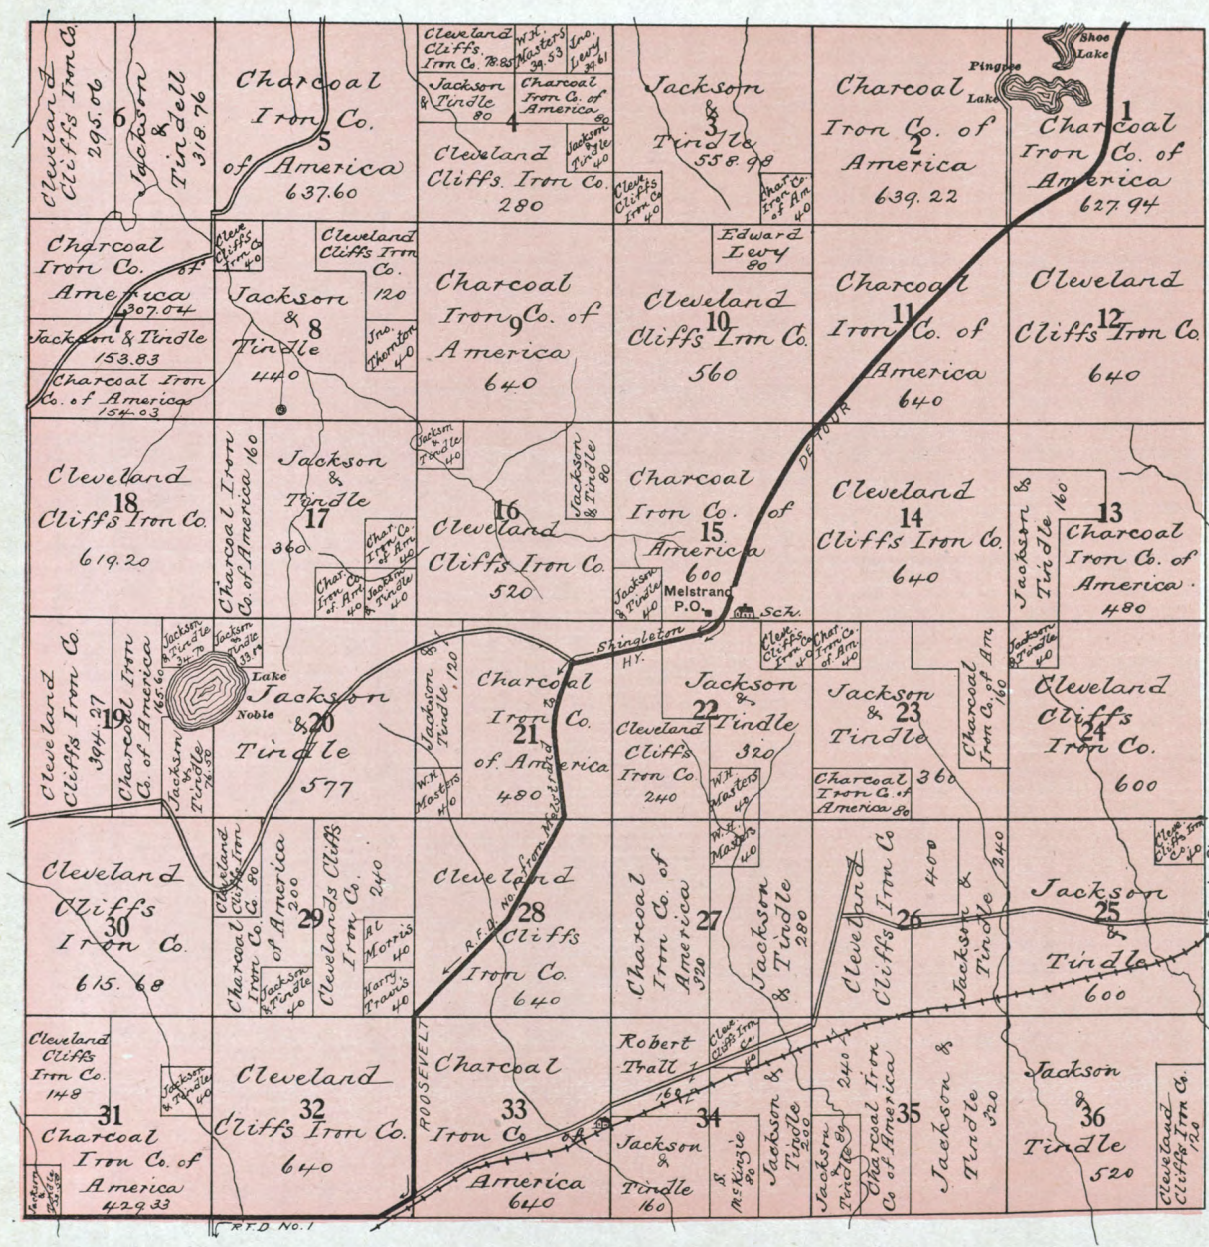 Cleveland
Cliffs Iron Co.
295.06
6
Jackson
&
Tindell
318.76
Charcoal
Iron Co.
5
of America
637.60
Cleveland
Cliffs
Iron Co. 78.85
W.H.
Masters
39.53
Jno.
Levy
39.61
Jackson
& Tindle
80
Charcoal
Iron Co. of
America
80
4
Jackson
&
Tindle
40
Cleveland
Cliffs Iron Co.
280
Jackson
&
3
Tindle
558.98
Cleve.
Cliffs
Iron Co
40
Char.
Iron Co.
of Am.
40
Charcoal
Iron Co. of
2
America
639.22
Shoe
Lake
Pingree
Lake
1
Charcoal
Iron Co. of
America
627.94
Charcoal
Iron Co. of
America
307.04
7
Jackson & Tindle
153.83
Charcoal Iron
Co. of America
154.03
Cleve
Cliffs
Iron Co
40
Cleveland
Cliffs Iron
Co.
120
Jackson
&
8
Tindle
440
Jno.
Thornton
40
Charcoal
Iron Co. of
9
America
640
Edward
Levy
80
Cleveland
10
Cliffs Iron Co.
560
Charcoal
11
Iron Co. of
America
640
Cleveland
12
Cliffs Iron Co.
640
DETOUR
Cleveland
18
Cliffs Iron Co.
619.20
Charcoal Iron
Co. of America 160
Jackson
&
Tindle
17
360
Char.
Iron Co.
of Am.
40
Char.
Iron Co.
of Am.
40
Jackson
& Tindle
40
Jackson
&
Tindle
40
Jackson
& Tindle
80
16
Cleveland
Cliffs Iron Co.
520
Charcoal
Iron Co. of
15
America
600
Jackson
& Tindle
40
Melstrand
P.O.
Sch.
Cleveland
14
Cliffs Iron Co.
640
Jackson &
Tindle 160
13
Charcoal
Iron Co. of
America
480
Cleveland
Cliffs Iron Co.
394.27
19
Charcoal Iron
Co. of America
165.60
Jackson
& Tindle
34.70
Jackson
&
Tindle
76.50
Jackson
&
Tindle
Lake
Noble
Jackson
& 20
Tindle
577
Jackson &
Tindle 120
W.H.
Masters
40
Charcoal
Iron Co.
21
of America
480
Shingleton
HY.
Cleve.
Cliffs
Iron Co
40
Jackson
&
22 Tindle
320
Cleveland
Cliffs
Iron Co.
240
W.H.
Masters
40
Char.
Iron Co.
of Am.
40
Jackson
& 23
Tindle
360
Charcoal
Iron Co. of Am.
160
Charcoal
Iron Co. of
America 80
Jackson
& Tindle
40
Cleveland
Cliffs
24
Iron Co.
600
Cleveland
Cliffs
30
Iron Co.
615.68
Cleveland
Cliffs Iron
Co. 80
Charcoal
Iron Co.
of America
200
29
Jackson
& Tindle
40
Clevelands Cliffs
Iron Co.
240
Al
Morris
40
Harry
Travis
40
Cleveland
28
Cliffs
Iron Co.
640
R.F.D. No. 1 from Melstrand to
Charcoal
Iron Co. of
America
320
27
W.H.
Masters
40
Jackson
& Tindle
280
Cleveland
Cliffs Iron Co
400
26
Jackson &
Tindle 240
Cleve.
Cliffs Iron
Co.
40
Jackson
25
&
Tindle
600
Cleveland
Cliffs
Iron Co.
148
31
Jackson
& Tindle
40
Charcoal
Iron Co. of
America
429.33
Jackson
&
Tindle
Cleveland
32
Cliffs Iron Co.
640
ROOSEVELT
Charcoal
33
Iron Co. of
America
640
Robert
Trall
160
Cleve.
Cliffs Iron
Co.
40
34
Jackson
&
Tindle
160
S.
McKinzie
80
Jackson &
Tindle
200
Jackson &
Tindle 80
Charcoal Iron
Co of America
240
35
Jackson &
Tindle
320
Jackson
&
36
Tindle
520
Cleveland
Cliffs Iron Co.
120
R.F.D No. 1